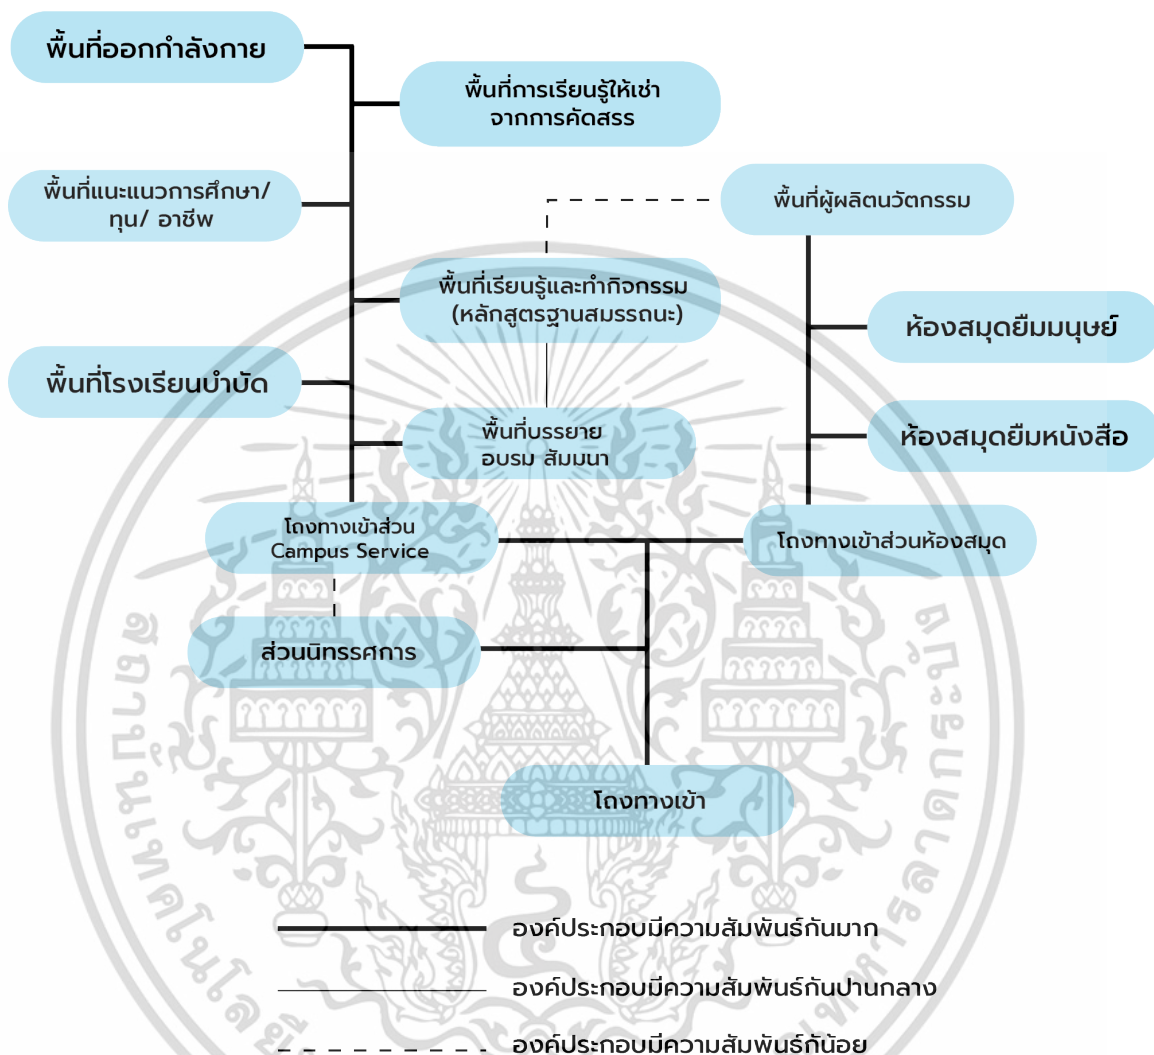 พื้นที่ออกกำลังกาย
พื้นที่การเรียนรู้ให้เช่า
จากการคัดสรร
พื้นที่แนะแนวการศึกษา/
ทุน/ อาชีพ
พื้นที่ผู้ผลิตนวัตกรรม
พื้นที่เรียนรู้และทำกิจกรรม
(หลักสูตรฐานสมรรถนะ)
ห้องสมุดยืมมนุษย์
พื้นที่โรงเรียนบำบัด
พื้นที่บรรยาย
อบรม สัมมนา
ห้องสมุดยืมหนังสือ
โถงทางเข้าส่วน
Campus Service
โถงทางเข้าส่วนห้องสมุด
ส่วนนิทรรศการ
โถงทางเข้า
องค์ประกอบมีความสัมพันธ์กันมาก
องค์ประกอบมีความสัมพันธ์กันปานกลาง
องค์ประกอบมีความสัมพันธ์กัน้อย